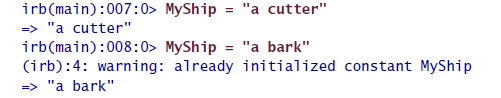 irb(main):007:0> MyShip = "a cutter"
=> "a cutter"
irb(main):008:0> MyShip = "a bark"
(irb):4: warning: already initialized constant MyShip
=> "a bark"